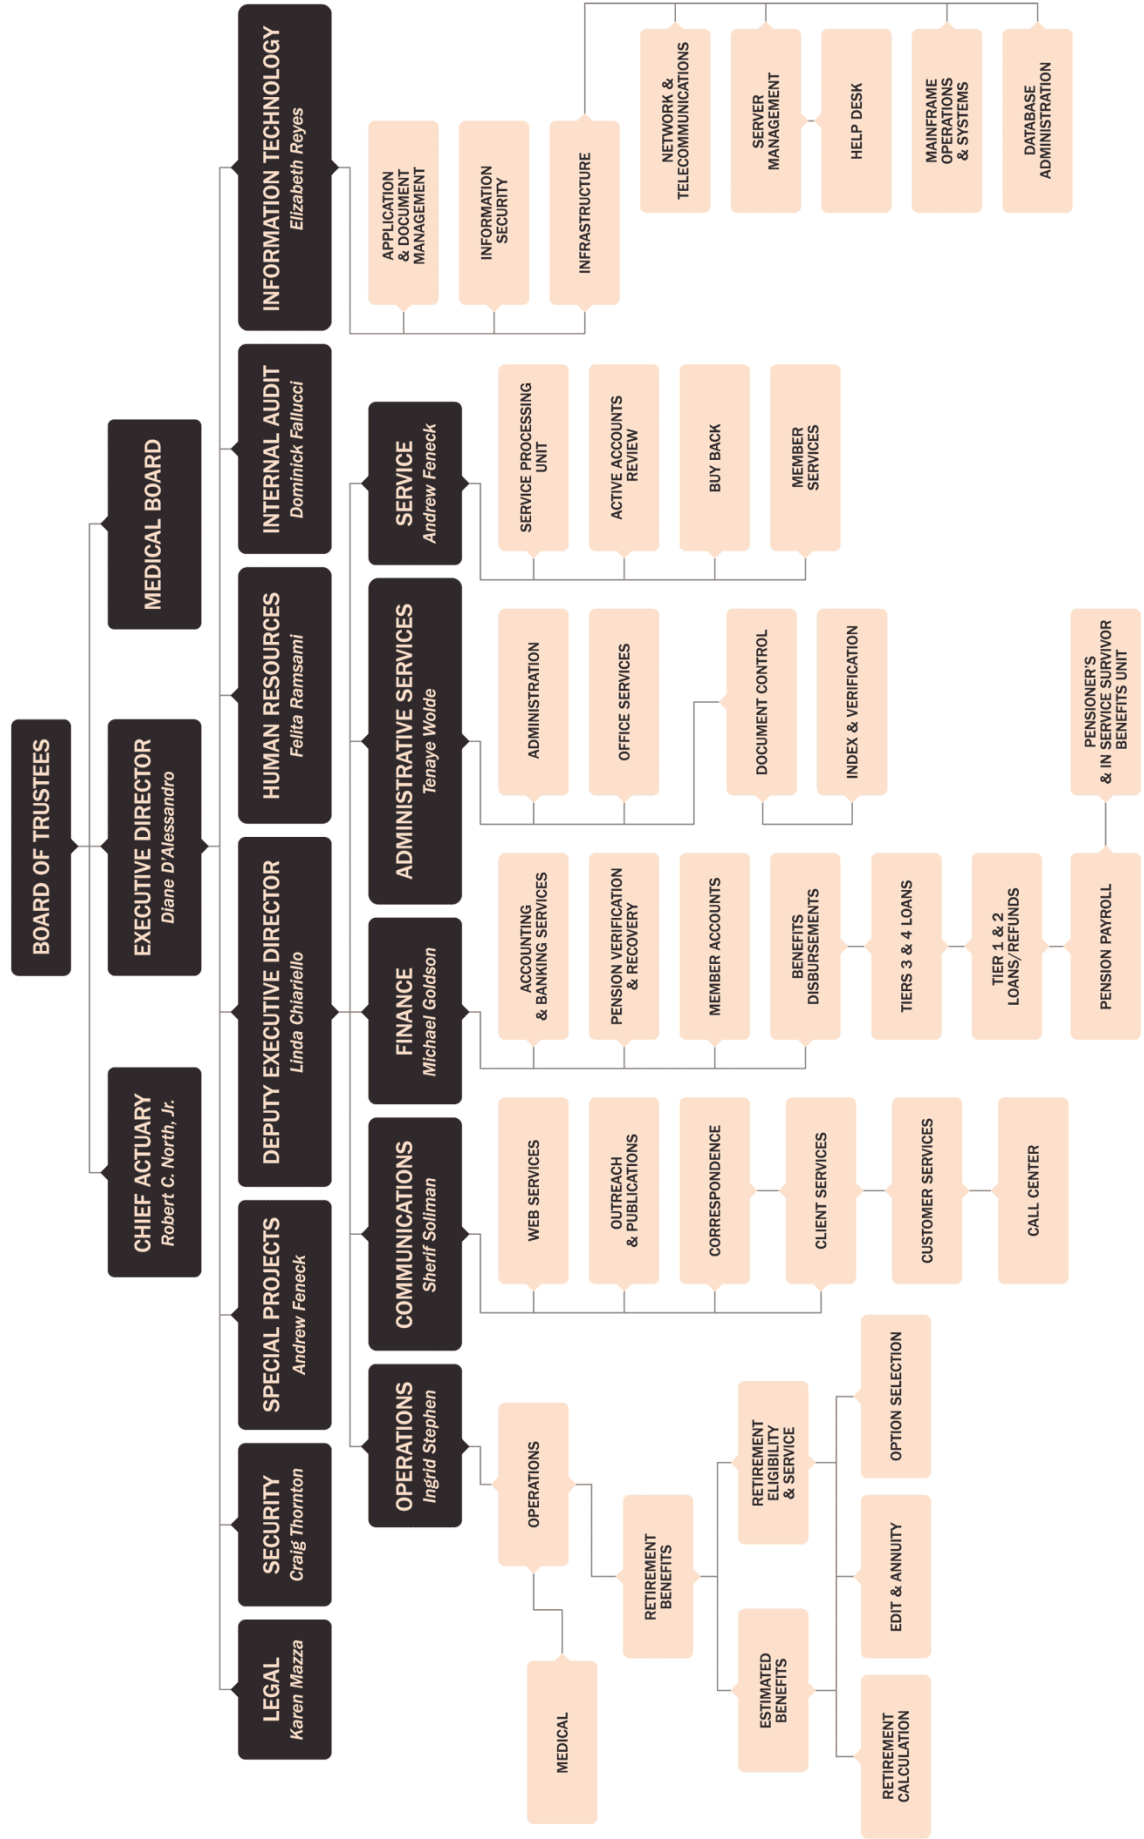 BOARD OF TRUSTEES
CHIEF ACTUARY
Robert C. North, Jr.
EXECUTIVE DIRECTOR
Diane D'Alessandro
MEDICAL BOARD
LEGAL
Karen Mazza
SECURITY
Craig Thornton
SPECIAL PROJECTS
Andrew Feneck
DEPUTY EXECUTIVE DIRECTOR
Linda Chiariello
HUMAN RESOURCES
Felita Ramsami
INTERNAL AUDIT
Dominick Fallucci
INFORMATION TECHNOLOGY
Elizabeth Reyes
OPERATIONS
Ingrid Stephen
COMMUNICATIONS
Sherif Soliman
FINANCE
Michael Goldson
ADMINISTRATIVE SERVICES
Tenaye Wolde
SERVICE
Andrew Feneck
OPERATIONS
MEDICAL
RETIREMENT
BENEFITS
ESTIMATED
BENEFITS
RETIREMENT
ELIGIBILITY
& SERVICE
RETIREMENT
CALCULATION
EDIT & ANNUITY
OPTION SELECTION
WEB SERVICES
OUTREACH
& PUBLICATIONS
CORRESPONDENCE
CLIENT SERVICES
CUSTOMER SERVICES
CALL CENTER
ACCOUNTING
& BANKING SERVICES
PENSION VERIFICATION
& RECOVERY
MEMBER ACCOUNTS
BENEFITS
DISBURSEMENTS
TIERS 3 & 4 LOANS
TIER 1 & 2
LOANS/REFUNDS
PENSION PAYROLL
PENSIONER'S
& IN SERVICE SURVIVOR
BENEFITS UNIT
ADMINISTRATION
OFFICE SERVICES
DOCUMENT CONTROL
INDEX & VERIFICATION
SERVICE PROCESSING
UNIT
ACTIVE ACCOUNTS
REVIEW
BUY BACK
MEMBER
SERVICES
APPLICATION
& DOCUMENT
MANAGEMENT
INFORMATION
SECURITY
INFRASTRUCTURE
NETWORK &
TELECOMMUNICATIONS
SERVER
MANAGEMENT
HELP DESK
MAINFRAME
OPERATIONS
& SYSTEMS
DATABASE
ADMINISTRATION